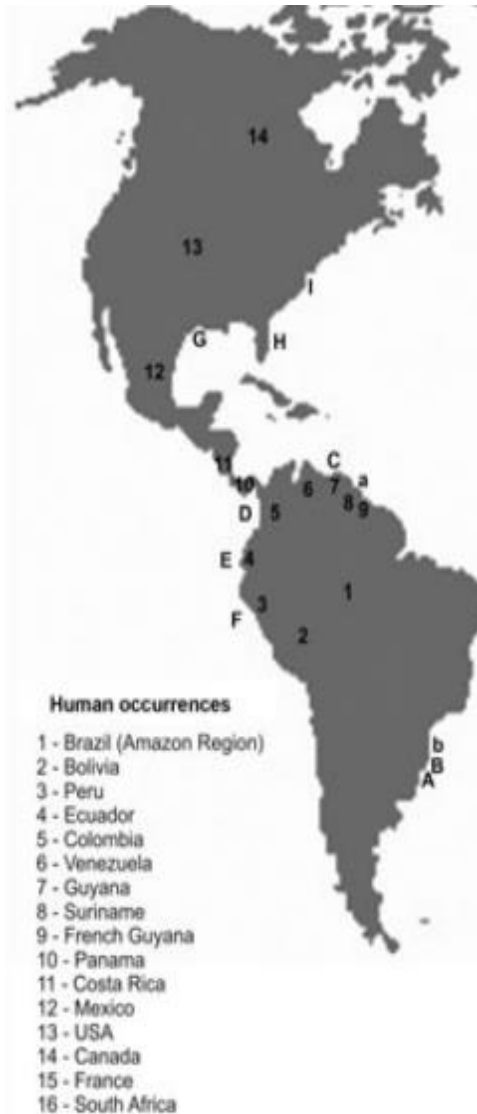 14
13
I
G
H
12
C
11
a
10
6
7
8
D
5
9
E
4
1
3
F
2
b
B
A
Human occurrences
1 - Brazil (Amazon Region)
2 - Bolivia
3 - Peru
4 - Ecuador
5 - Colombia
6 - Venezuela
7 - Guyana
8 - Suriname
9 - French Guyana
10 - Panama
11 - Costa Rica
12 - Mexico
13 - USA
14 - Canada
15 - France
16 - South Africa